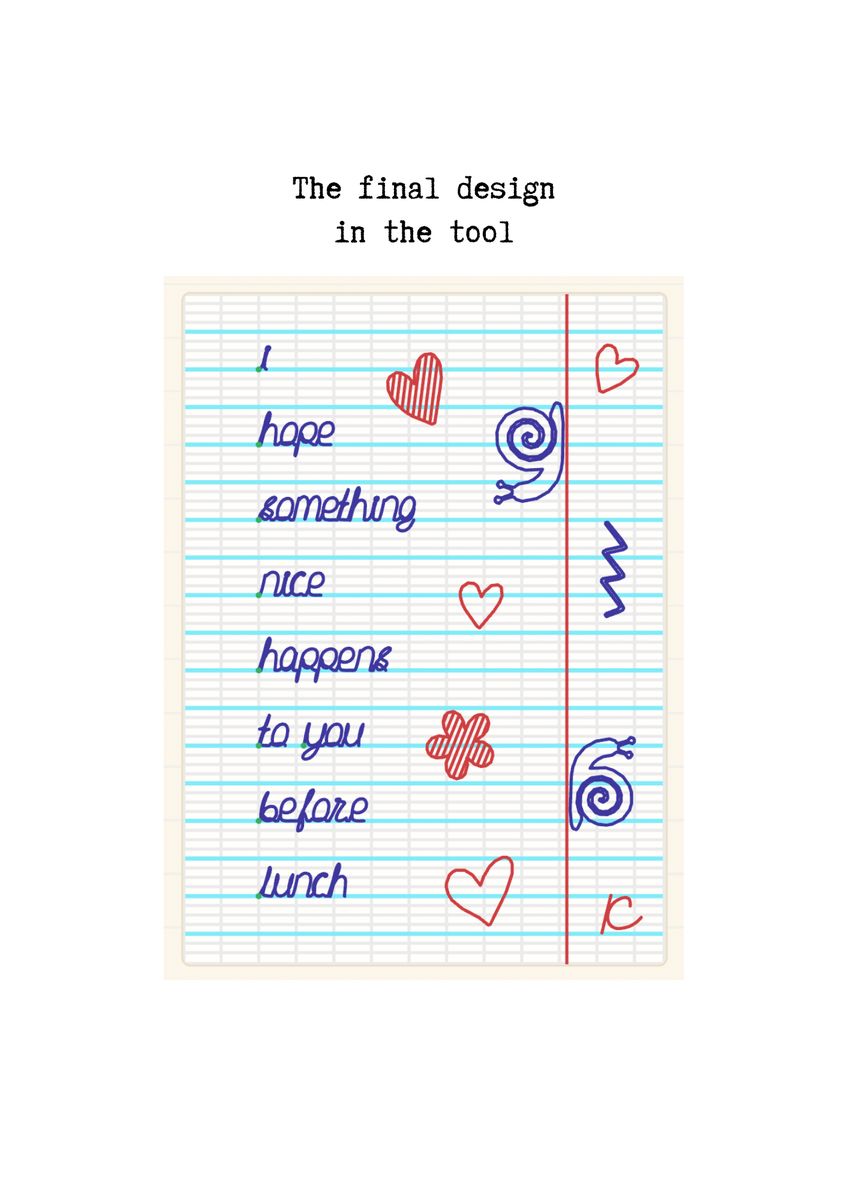 The final design
in the tool
I
hope
something
nice
happens
to you
before
lunch